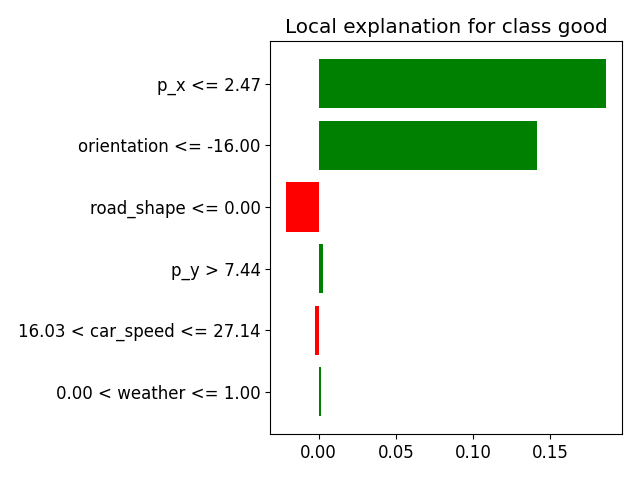 Local explanation for class good
p_x <= 2.47
orientation <= -16.00
road_shape <= 0.00
p_y > 7.44
16.03 < car_speed <= 27.14
0.00 < weather <= 1.00
0.00 0.05 0.10 0.15